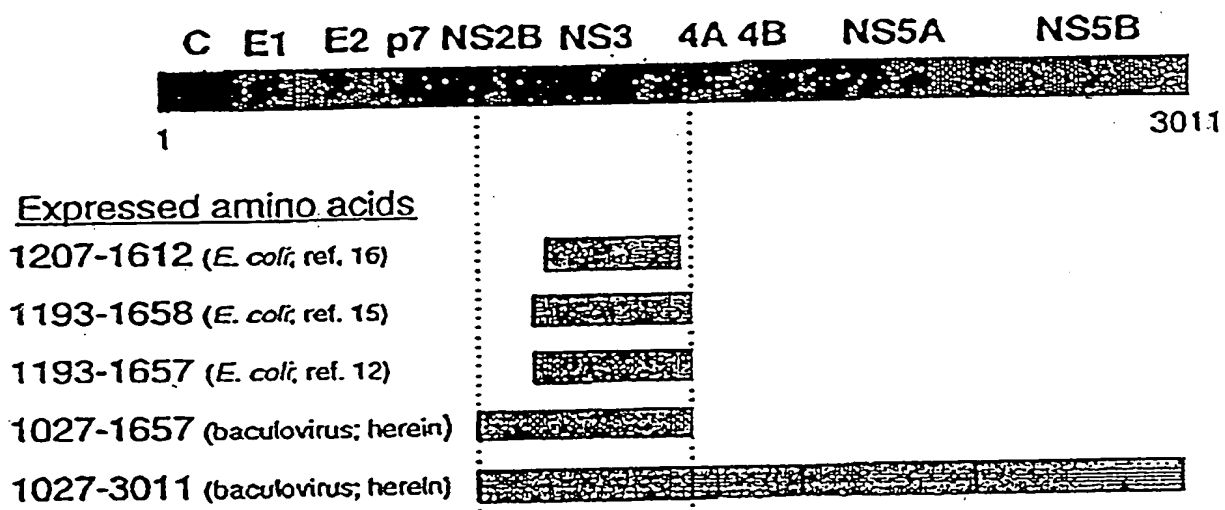 C E1 E2 p7 NS2B NS3 4A 4B NS5A NS5B
1 3011
Expressed amino acids
1207-1612 (E. coli; ref. 16)
1193-1658 (E. coli; ref. 15)
1193-1657 (E. coli; ref. 12)
1027-1657 (baculovirus; herein)
1027-3011 (baculovirus; herein)